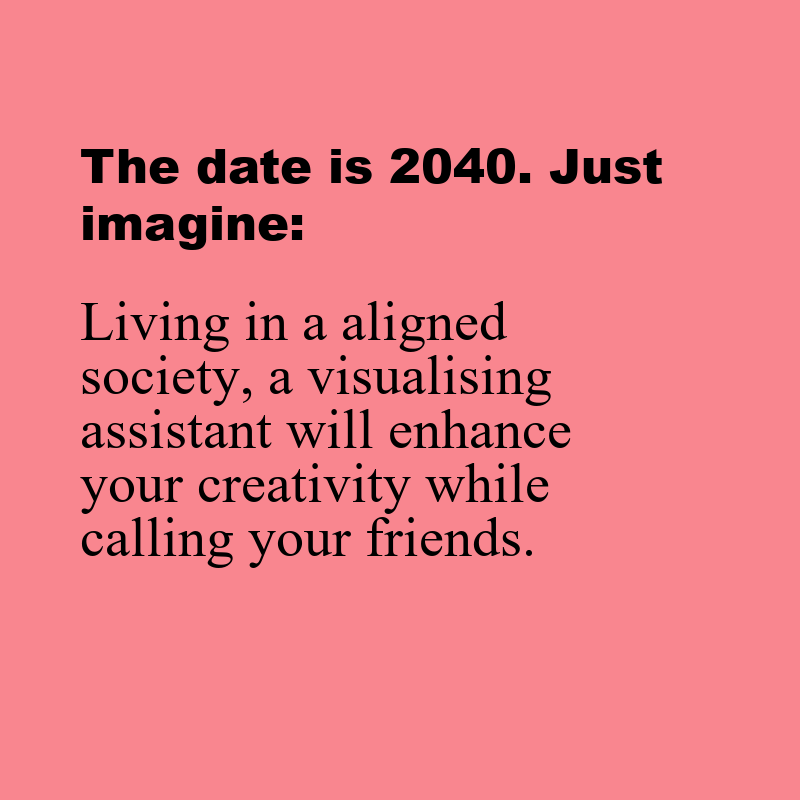 The date is 2040. Just
imagine:
Living in a aligned
society, a visualising
assistant will enhance
your creativity while
calling your friends.